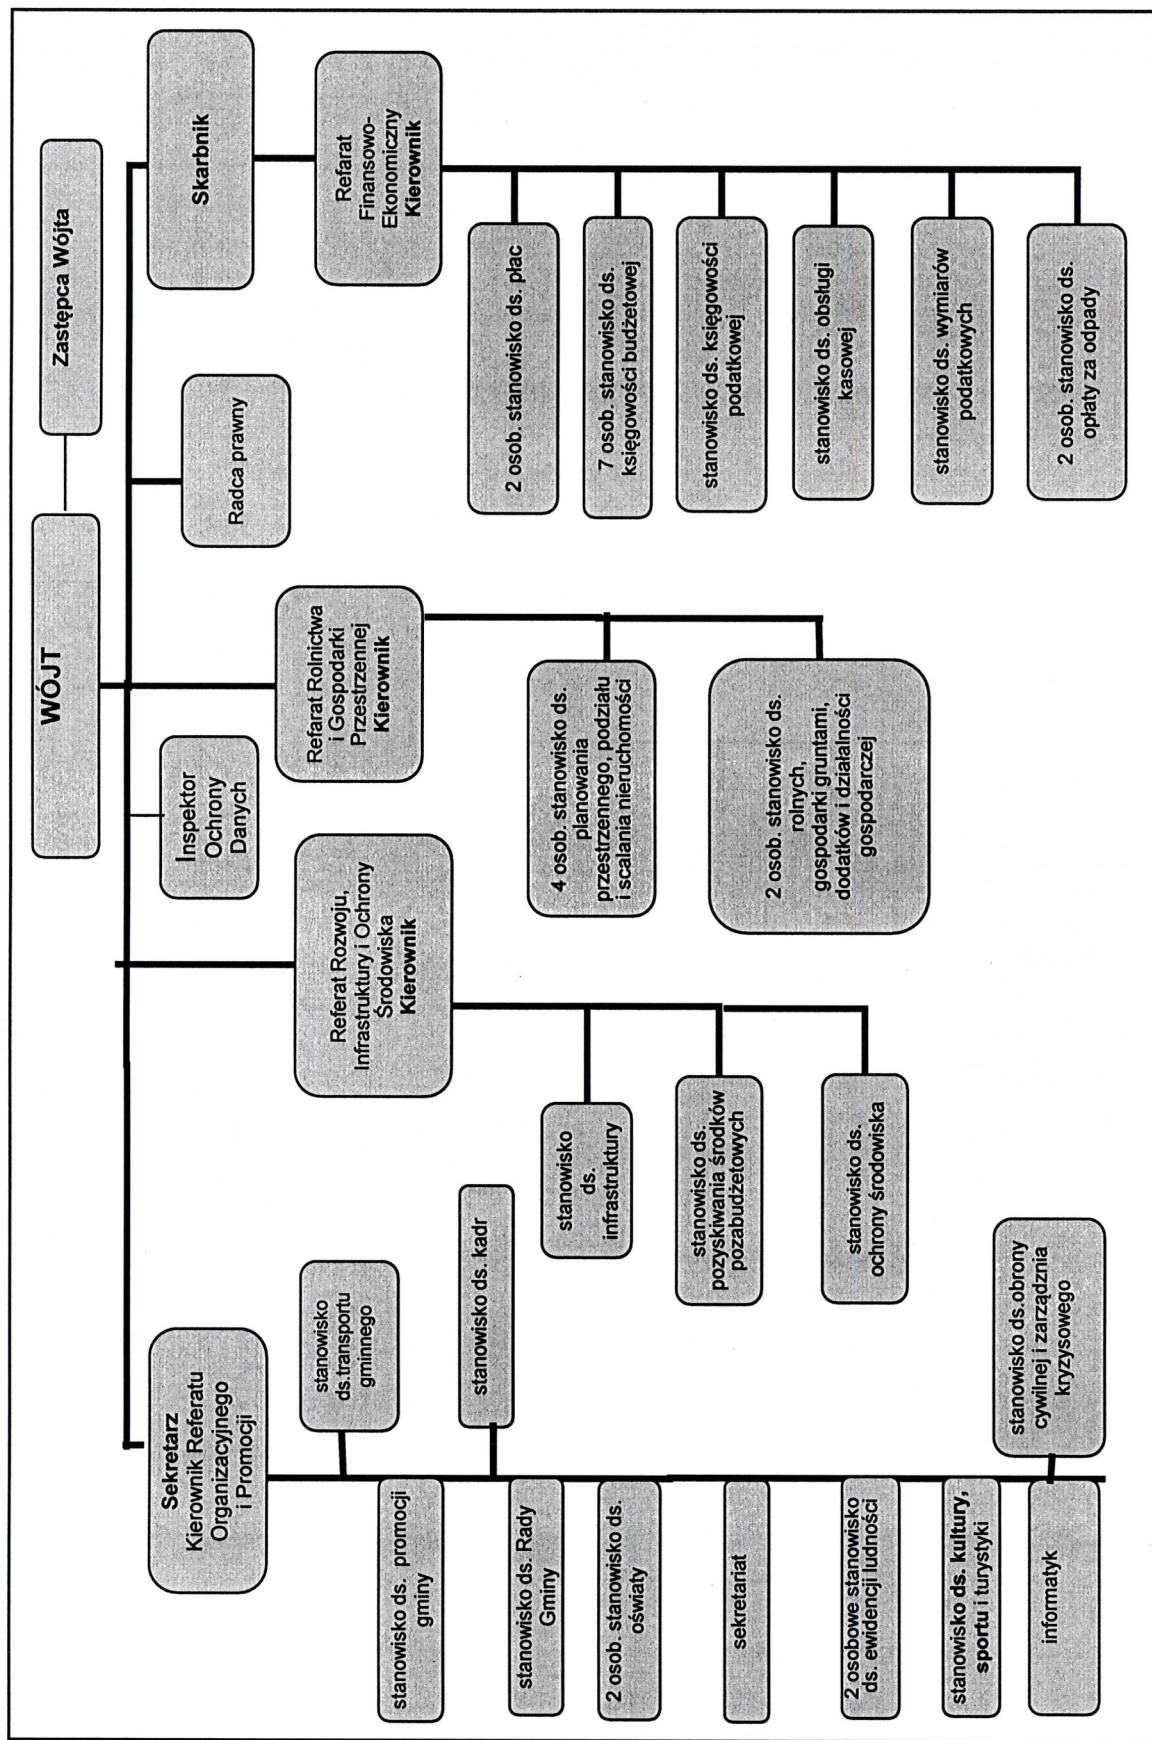 WÓJT
Zastępca Wójta
Sekretarz
Kierownik Referatu
Organizacyjnego
i Promocji
Inspektor
Ochrony
Danych
Radca prawny
Skarbnik
Referat Rozwoju,
Infrastruktury i Ochrony
Środowiska
Kierownik
Refarat Rolnictwa
i Gospodarki
Przestrzennej
Kierownik
Refarat
Finansowo-
Ekonomiczny
Kierownik
stanowisko
ds.transportu
gminnego
stanowisko ds. promocji
gminy
stanowisko ds. kadr
stanowisko ds. Rady
Gminy
2 osob. stanowisko ds.
oświaty
sekretariat
2 osobowe stanowisko
ds. ewidencji ludności
stanowisko ds. kultury,
sportu i turystyki
informatyk
stanowisko ds.obrony
cywilnej i zarządznia
kryzysowego
stanowisko
ds.
infrastruktury
stanowisko ds.
pozyskiwania środków
pozabudżetowych
stanowisko ds.
ochrony środowiska
4 osob. stanowisko ds.
planowania
przestrzennego, podziału
i scalania nieruchomości
2 osob. stanowisko ds.
rolnych,
gospodarki gruntami,
dodatków i działalności
gospodarczej
2 osob. stanowisko ds. płac
7 osob. stanowisko ds.
księgowości budżetowej
stanowisko ds. księgowości
podatkowej
stanowisko ds. obsługi
kasowej
stanowisko ds. wymiarów
podatkowych
2 osob. stanowisko ds.
opłaty za odpady